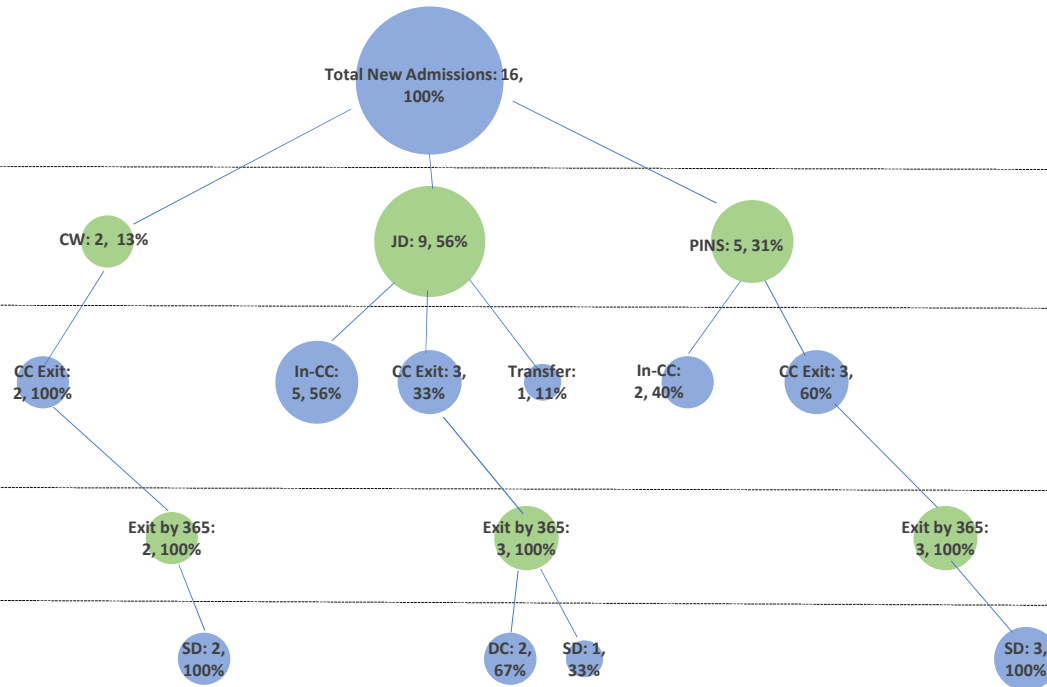 Total New Admissions: 16,
100%
CW: 2, 13%
JD: 9, 56%
PINS: 5, 31%
CC Exit:
2, 100%
In-CC:
5, 56%
CC Exit: 3,
33%
Transfer:
1, 11%
In-CC:
2, 40%
CC Exit: 3,
60%
Exit by 365:
2, 100%
Exit by 365:
3, 100%
Exit by 365:
3, 100%
SD: 2,
100%
DC: 2,
67%
SD: 1,
33%
SD: 3,
100%